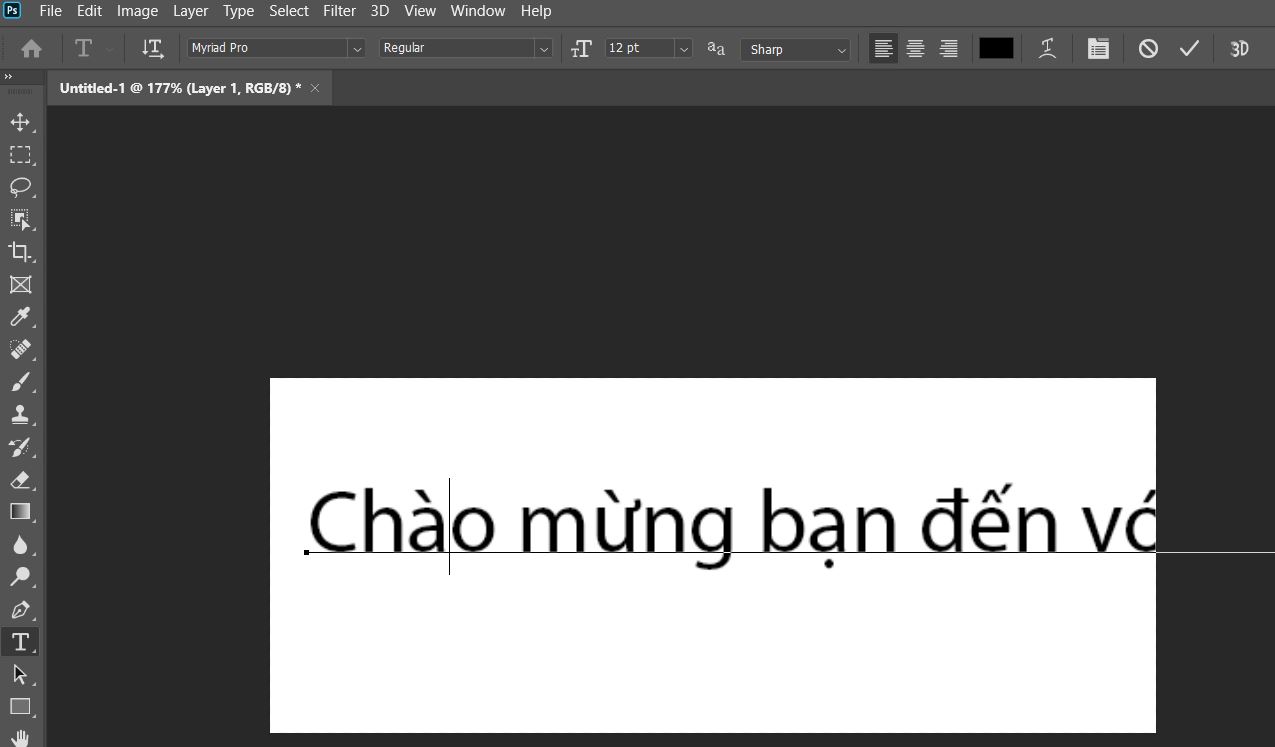 Ps File Edit Image Layer Type Select Filter 3D View Window Help
T Myriad Pro Regular 12 pt Sharp 3D
Untitled-1 @ 177% (Layer 1, RGB/8) *
Chào mừng bạn đến vớ